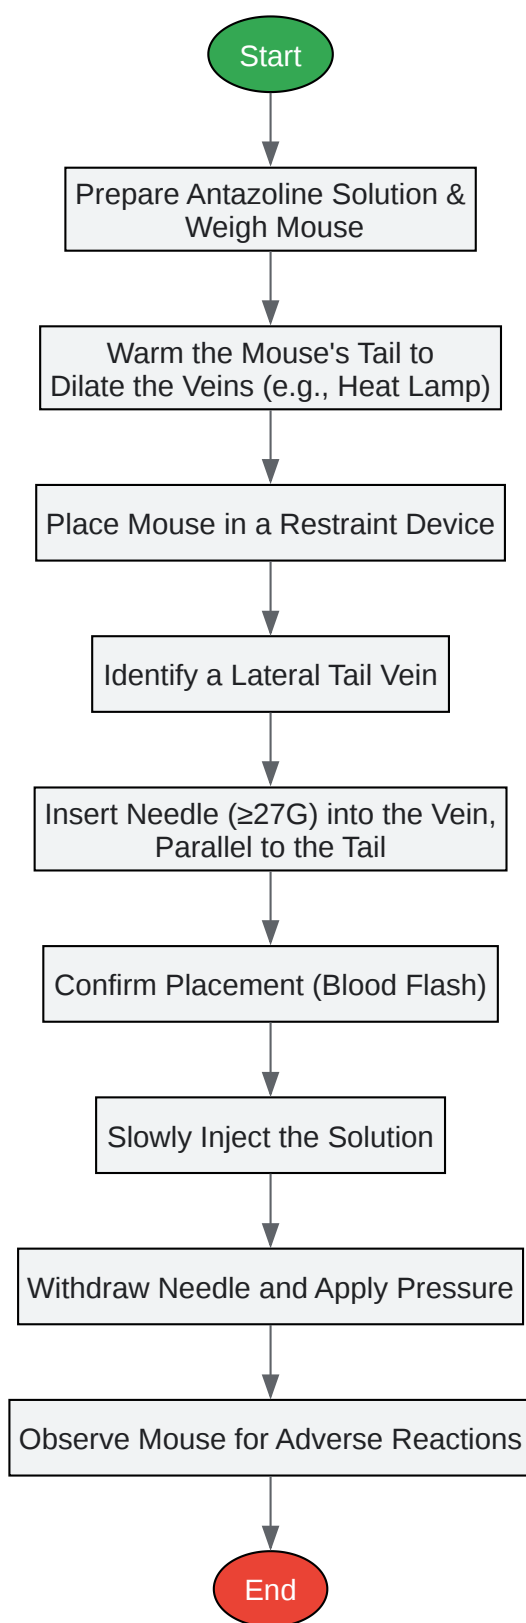 Start
Prepare Antazoline Solution &
Weigh Mouse
Warm the Mouse's Tail to
Dilate the Veins (e.g., Heat Lamp)
Place Mouse in a Restraint Device
Identify a Lateral Tail Vein
Insert Needle (≥27G) into the Vein,
Parallel to the Tail
Confirm Placement (Blood Flash)
Slowly Inject the Solution
Withdraw Needle and Apply Pressure
Observe Mouse for Adverse Reactions
End